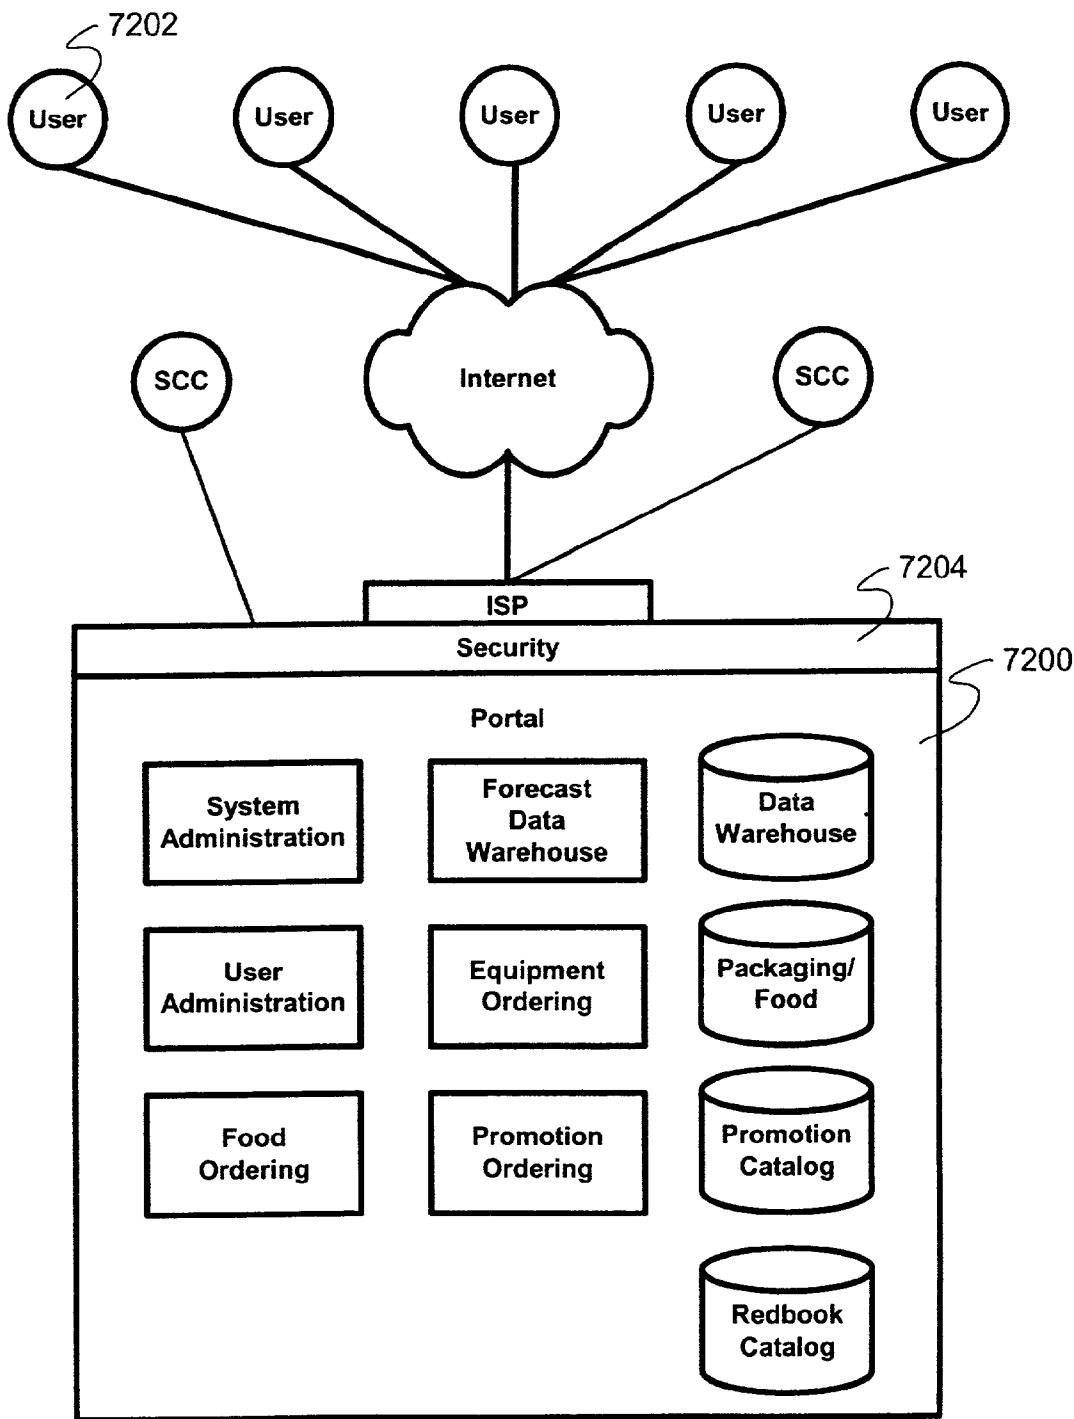 7202
User
User
User
User
User
Internet
SCC
SCC
ISP
7204
Security
7200
Portal
System
Administration
Forecast
Data
Warehouse
Data
Warehouse
User
Administration
Equipment
Ordering
Packaging/
Food
Food
Ordering
Promotion
Ordering
Promotion
Catalog
Redbook
Catalog